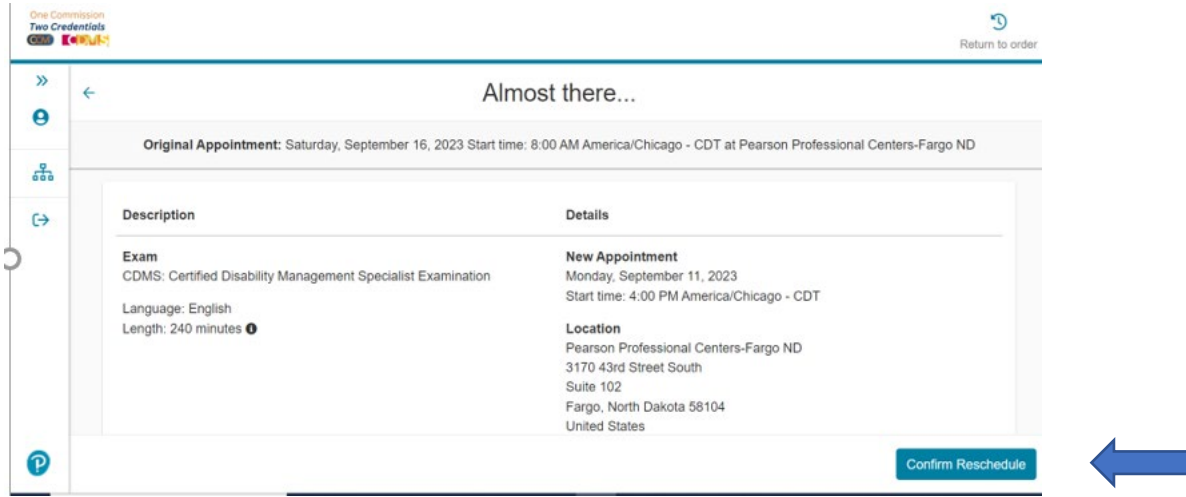 One Commission
Two Credentials
CDMS
Return to order
Almost there...
Original Appointment: Saturday, September 16, 2023 Start time: 8:00 AM America/Chicago - CDT at Pearson Professional Centers-Fargo ND
Description
Details
Exam
CDMS: Certified Disability Management Specialist Examination
Language: English
Length: 240 minutes
New Appointment
Monday, September 11, 2023
Start time: 4:00 PM America/Chicago - CDT
Location
Pearson Professional Centers-Fargo ND
3170 43rd Street South
Suite 102
Fargo, North Dakota 58104
United States
Confirm Reschedule